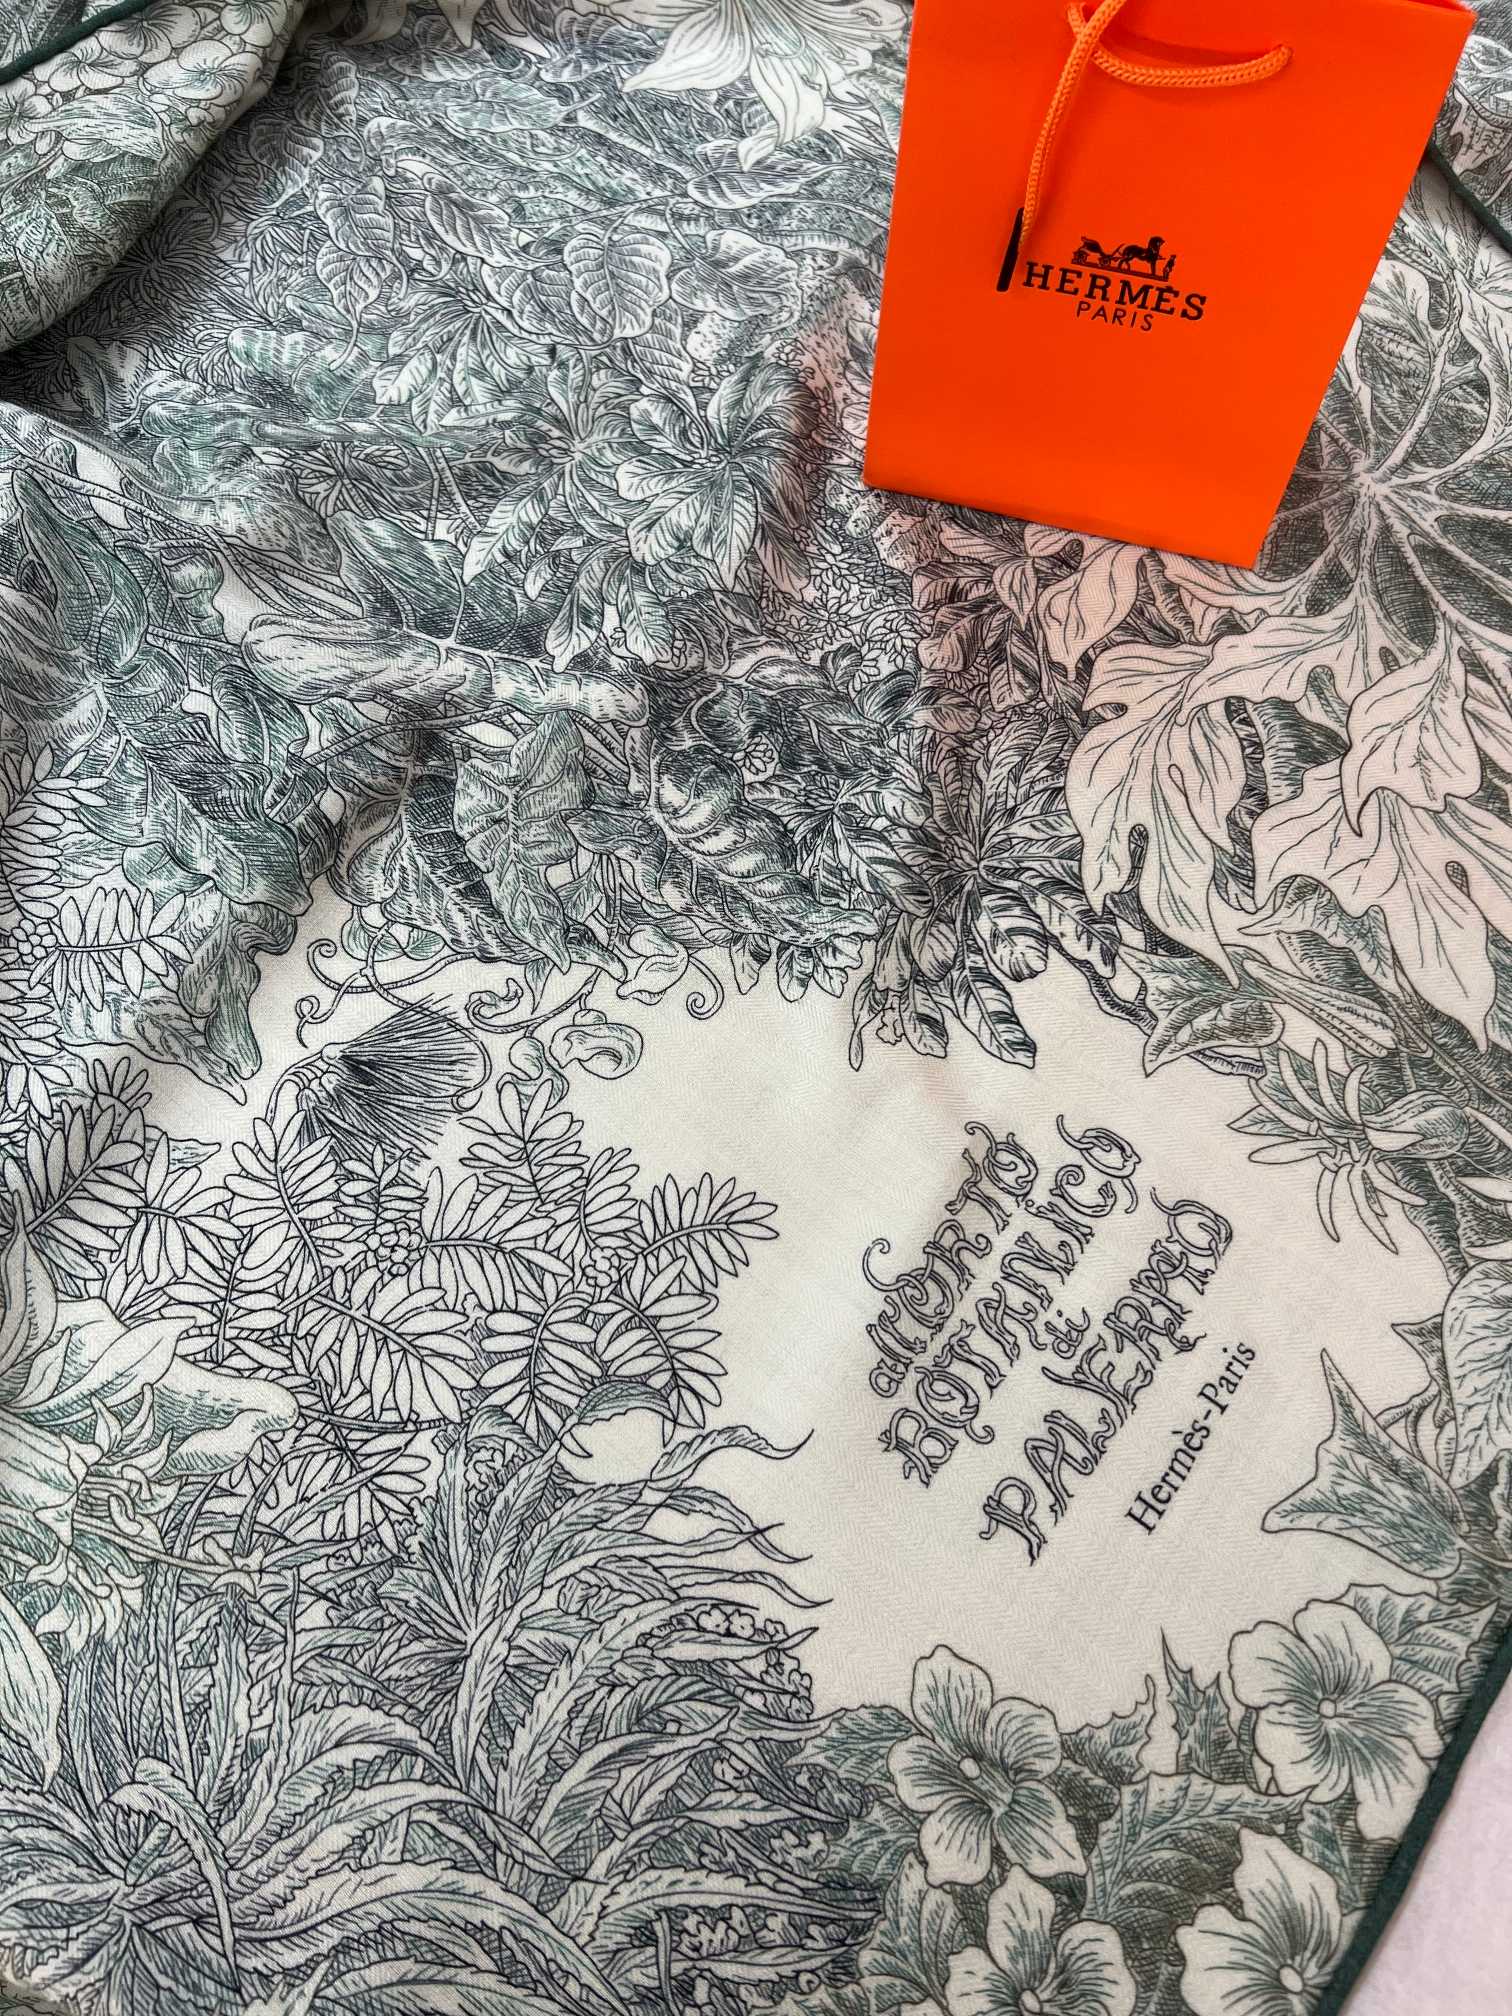 HERMÈS
PARIS
all'ORTO
BOTANICO
di
PALERMO
Hermès-Paris